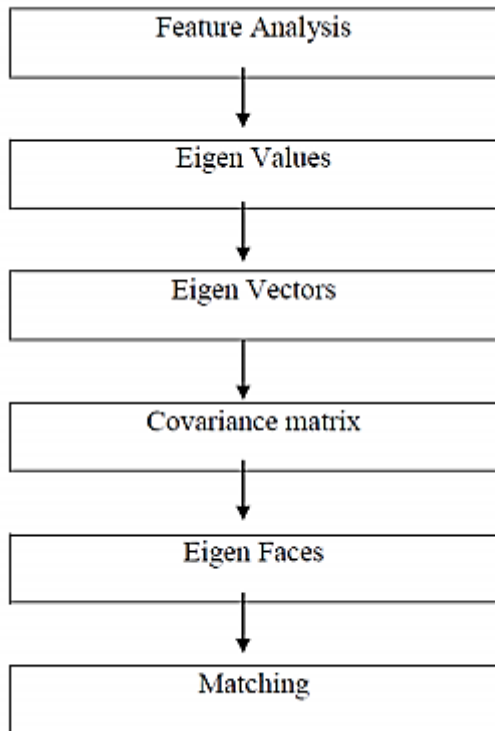 Feature Analysis
Eigen Values
Eigen Vectors
Covariance matrix
Eigen Faces
Matching